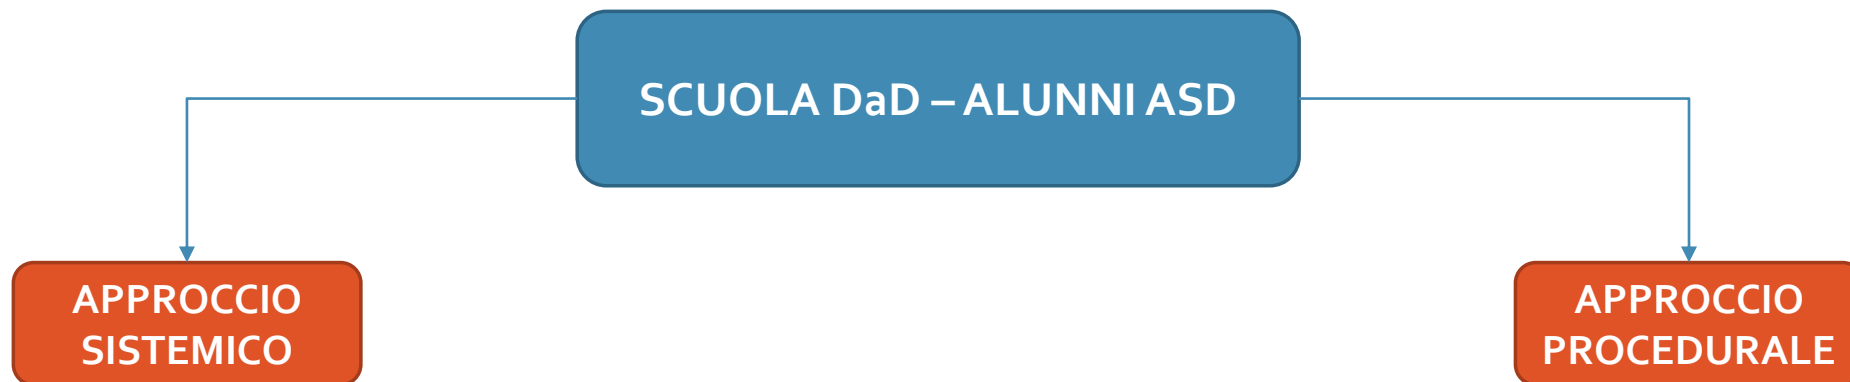 SCUOLA DaD – ALUNNI ASD
APPROCCIO
SISTEMICO
APPROCCIO
PROCEDURALE